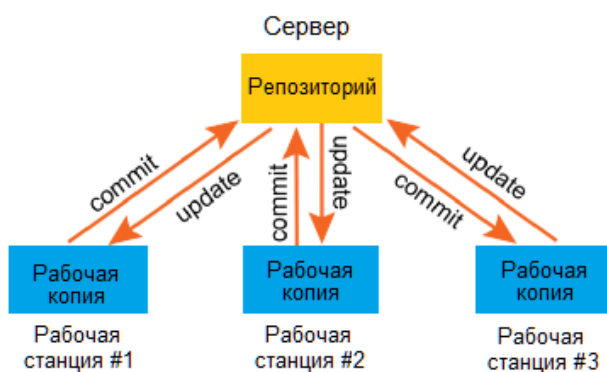 Сервер
Репозиторий
commit
update
commit
update
commit
update
Рабочая
копия
Рабочая
копия
Рабочая
копия
Рабочая
станция #1
Рабочая
станция #2
Рабочая
станция #3